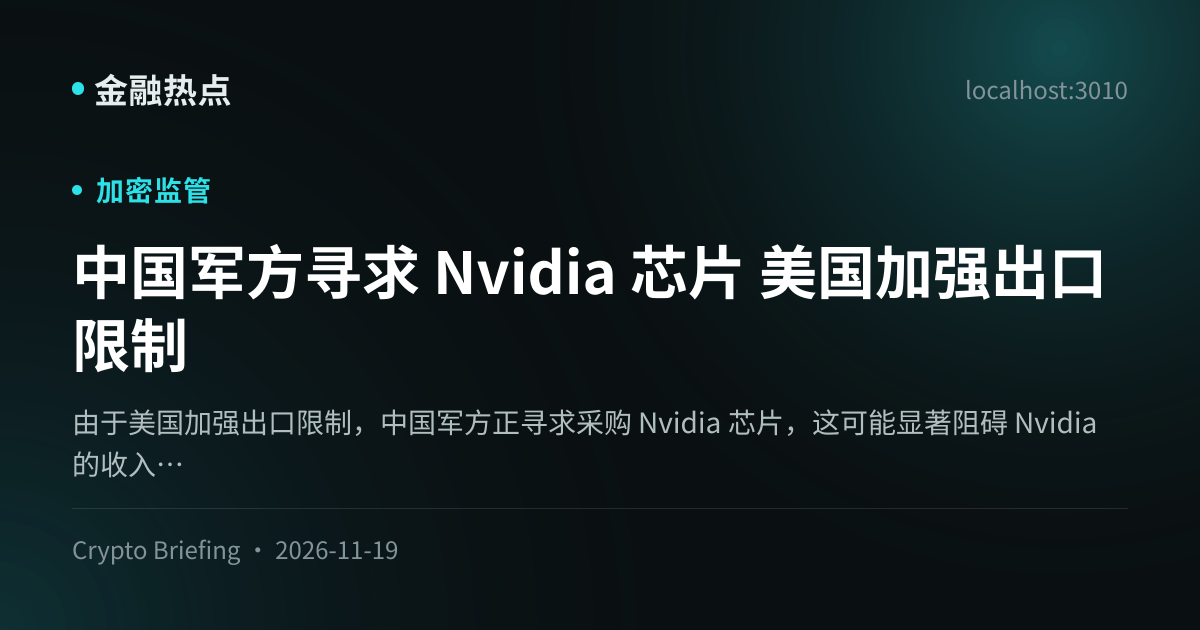 金融热点
localhost:3010
加密监管
中国军方寻求 Nvidia 芯片 美国加强出口
限制
由于美国加强出口限制，中国军方正寻求采购 Nvidia 芯片，这可能显著阻碍 Nvidia
的收入…
Crypto Briefing · 2026-11-19